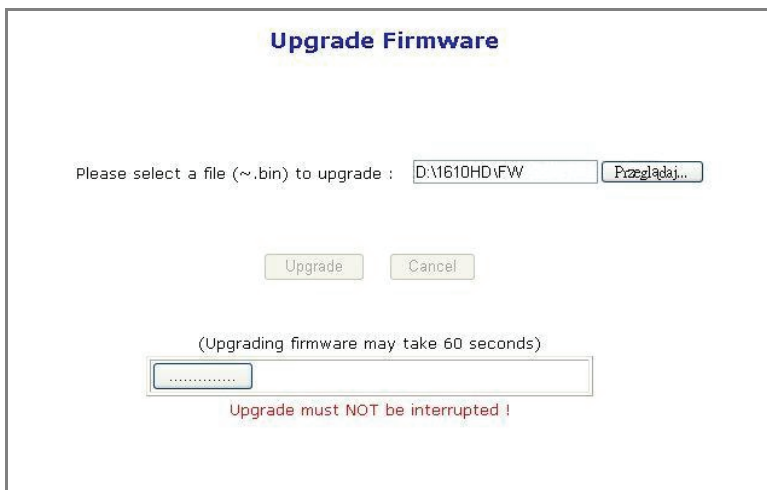 Upgrade Firmware
Please select a file (~.bin) to upgrade : D:\1610HD\FW Przeglądaj...
Upgrade Cancel
(Upgrading firmware may take 60 seconds)
..............
Upgrade must NOT be interrupted !